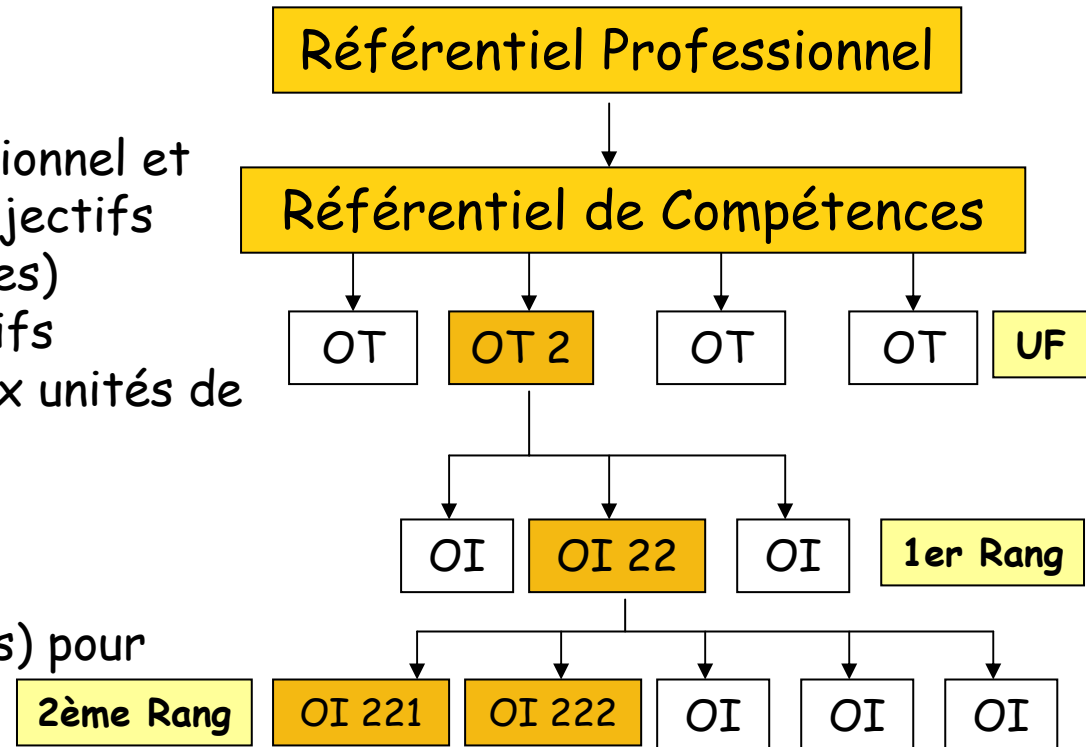 Référentiel Professionnel
ionnel et
jectifs
es)
ifs
x unités de
Référentiel de Compétences
OT
OT 2
OT
OT
UF
OI
OI 22
OI
1er Rang
s) pour
2ème Rang
OI 221
OI 222
OI
OI
OI